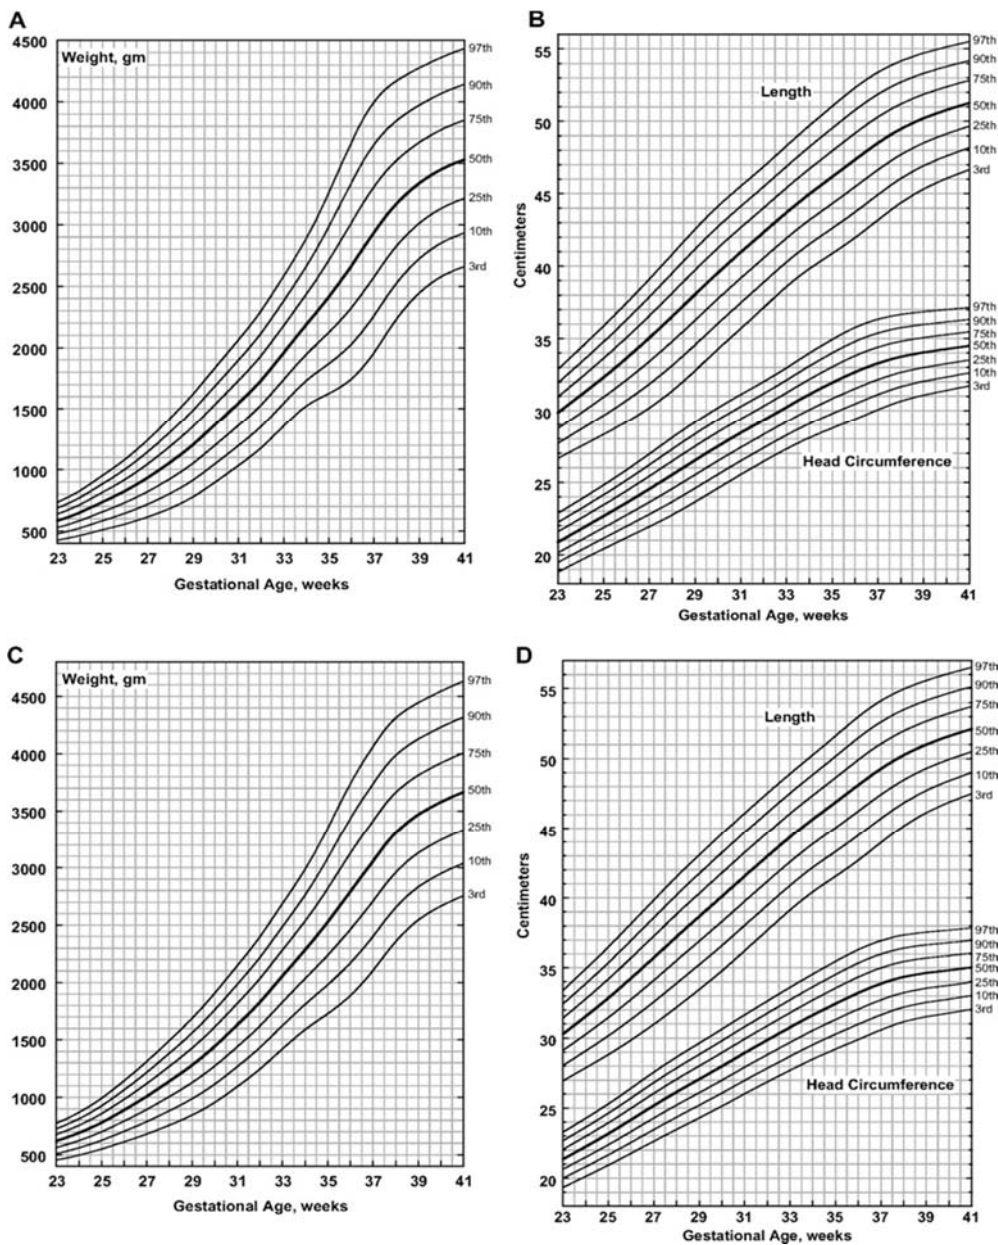 A
Weight, gm
4500
4000
3500
3000
2500
2000
1500
1000
500
97th
90th
75th
50th
25th
10th
3rd
23 25 27 29 31 33 35 37 39 41
Gestational Age, weeks
B
Length
Centimeters
55
50
45
40
35
30
25
20
97th
90th
75th
50th
25th
10th
3rd
97th
90th
75th
50th
25th
10th
3rd
Head Circumference
23 25 27 29 31 33 35 37 39 41
Gestational Age, weeks
C
Weight, gm
4500
4000
3500
3000
2500
2000
1500
1000
500
97th
90th
75th
50th
25th
10th
3rd
23 25 27 29 31 33 35 37 39 41
Gestational Age, weeks
D
Length
Centimeters
55
50
45
40
35
30
25
20
97th
90th
75th
50th
25th
10th
3rd
97th
90th
75th
50th
25th
10th
3rd
Head Circumference
23 25 27 29 31 33 35 37 39 41
Gestational Age, weeks